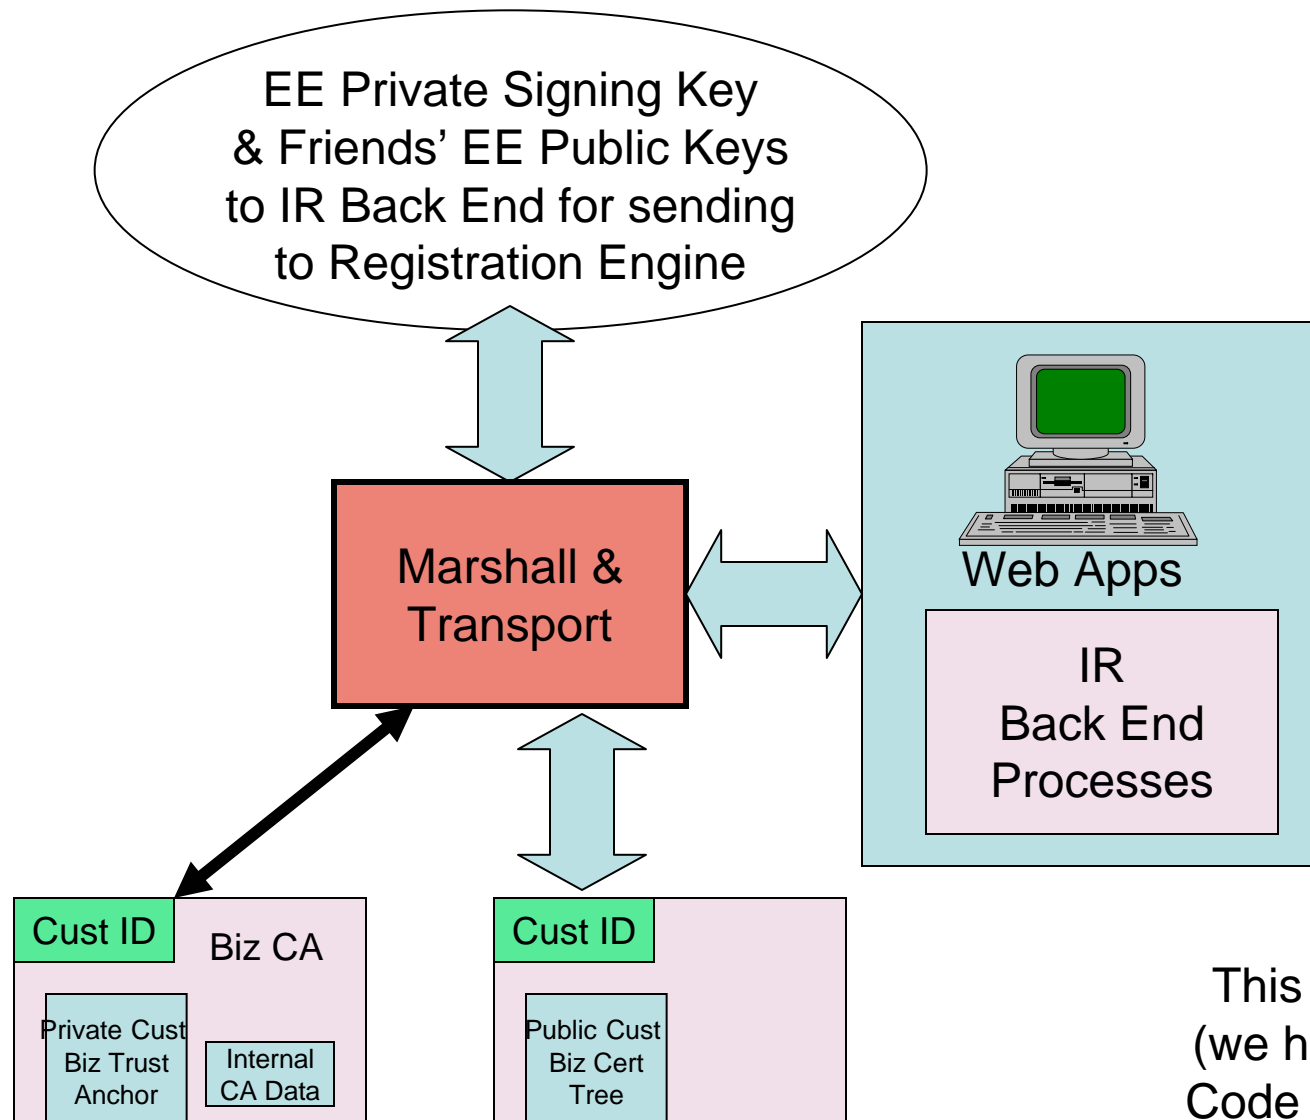 EE Private Signing Key
& Friends’ EE Public Keys
to IR Back End for sending
to Registration Engine
Marshall &
Transport
Web Apps
IR
Back End
Processes
Cust ID
Biz CA
Private Cust
Biz Trust
Anchor
Internal
CA Data
Cust ID
Public Cust
Biz Cert
Tree
This
(we h
Code